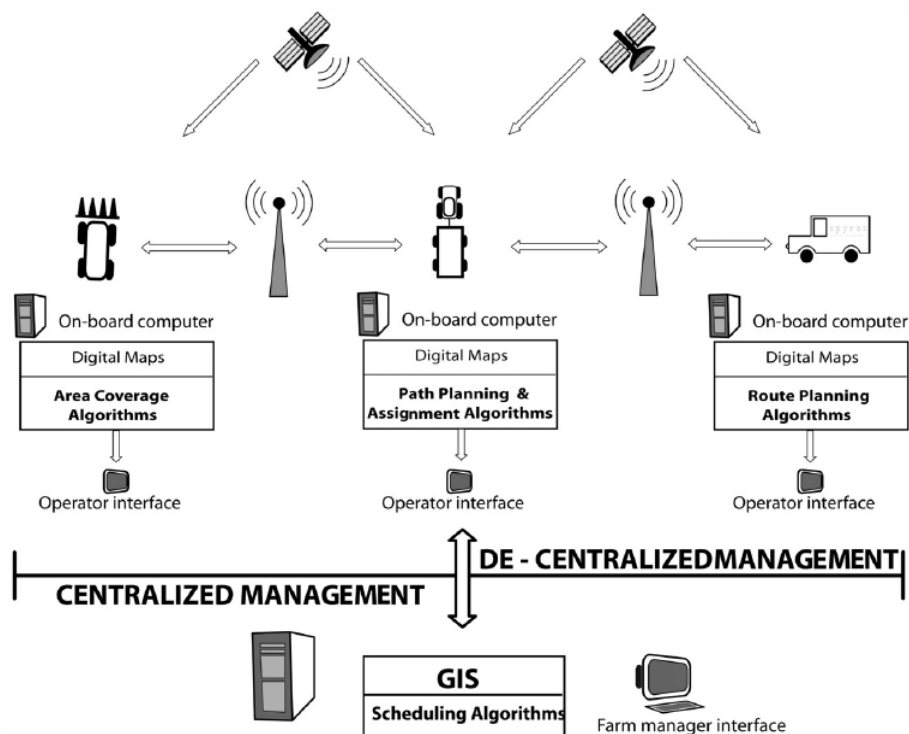 On-board computer
On-board computer
On-board computer
Digital Maps
Digital Maps
Digital Maps
Area Coverage
Algorithms
Path Planning &
Assignment Algorithms
Route Planning
Algorithms
Operator interface
Operator interface
Operator interface
DE - CENTRALIZEDMANAGEMENT
CENTRALIZED MANAGEMENT
GIS
Scheduling Algorithms
Farm manager interface